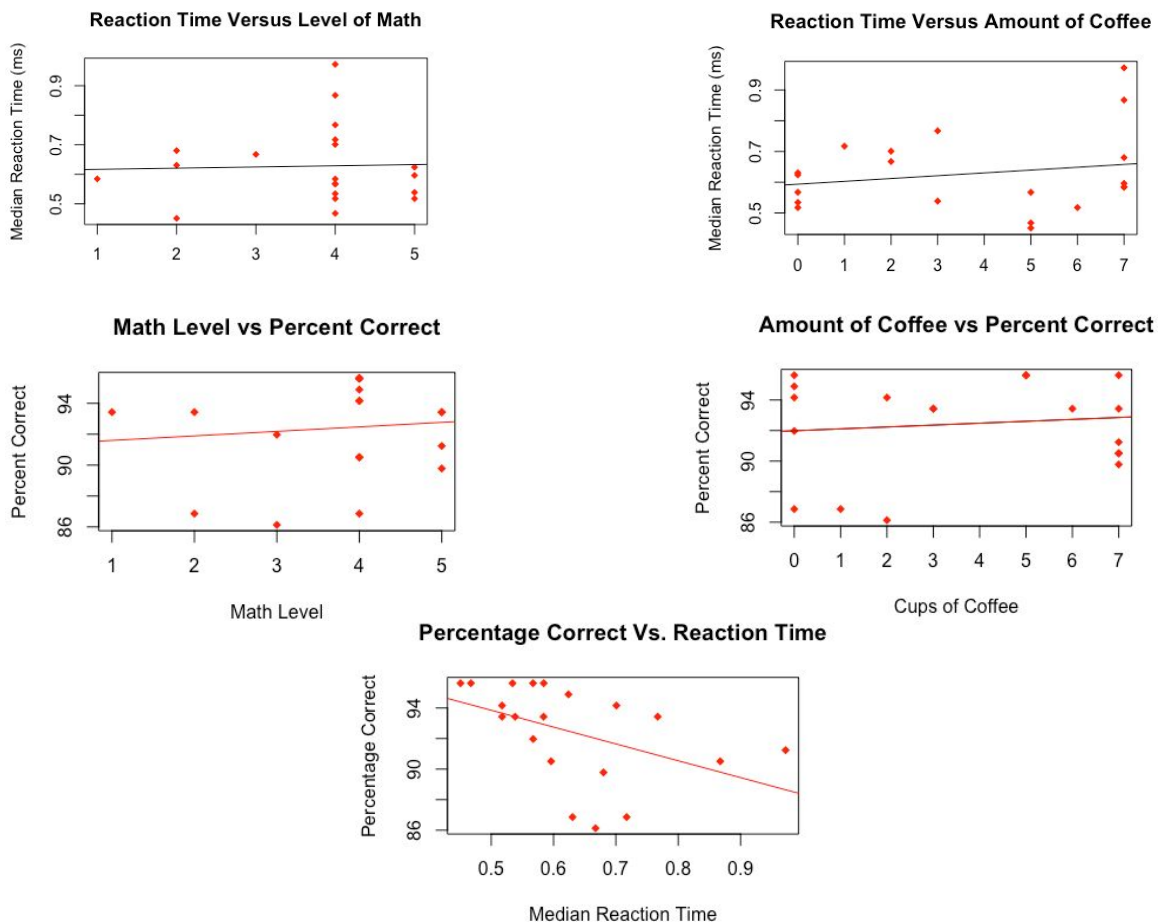 Reaction Time Versus Level of Math
Median Reaction Time (ms)
0.9
0.7
0.5
1 2 3 4 5
Reaction Time Versus Amount of Coffee
Median Reaction Time (ms)
0.9
0.7
0.5
0 1 2 3 4 5 6 7
Math Level vs Percent Correct
Percent Correct
94
90
86
1 2 3 4 5
Math Level
Amount of Coffee vs Percent Correct
Percent Correct
94
90
86
0 1 2 3 4 5 6 7
Cups of Coffee
Percentage Correct Vs. Reaction Time
Percentage Correct
94
90
86
0.5 0.6 0.7 0.8 0.9
Median Reaction Time